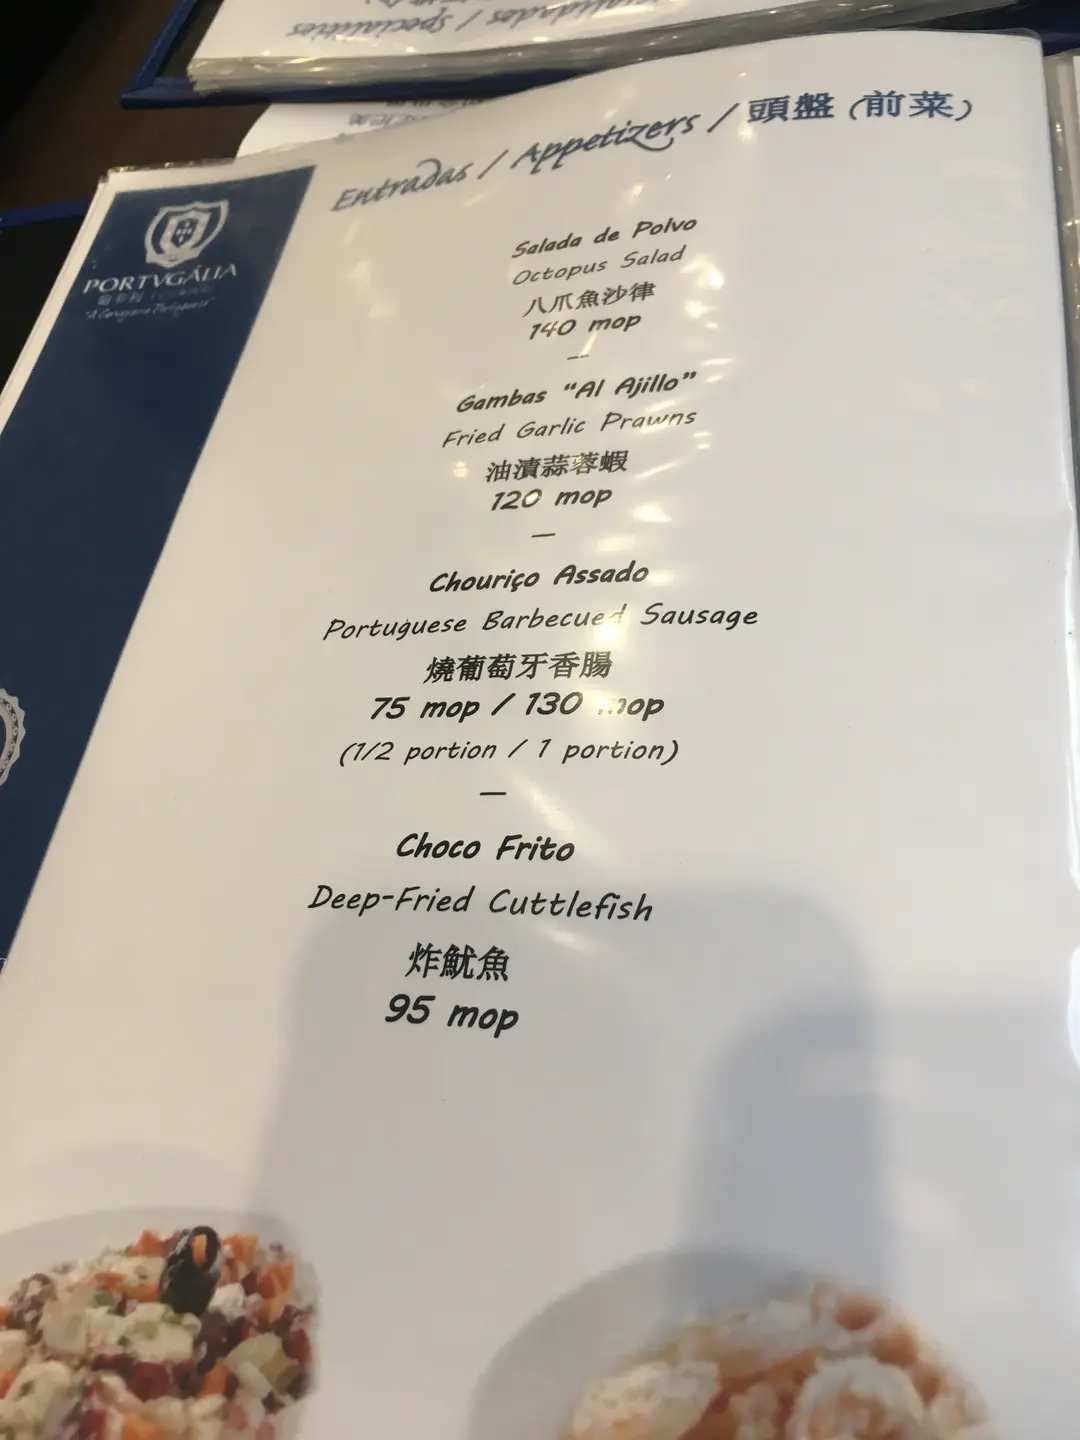 Especialidades / Specialities
Entradas / Appetizers / 頭盤 (前菜)
PORTVGÁLIA
Salada de Polvo
Octopus Salad
八爪魚沙律
140 mop
—
Gambas “Al Ajillo”
Fried Garlic Prawns
油漬蒜蓉蝦
120 mop
—
Chouriço Assado
Portuguese Barbecued Sausage
燒葡萄牙香腸
75 mop / 130 mop
(1/2 portion / 1 portion)
—
Choco Frito
Deep-Fried Cuttlefish
炸魷魚
95 mop